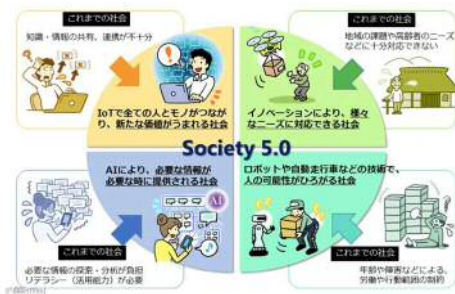 これまでの社会
知識・情報の共有、連携が不十分
IoTで全ての人とモノがつなが
り、新たな価値がうまれる社会
これまでの社会
地域の課題や高齢者のニーズ
などに十分対応できない
イノベーションにより、様々
なニーズに対応できる社会
Society 5.0
AIにより、必要な情報が
必要な時に提供される社会
AI
これまでの社会
必要な情報の探索・分析が負担
リテラシー（活用能力）が必要
ロボットや自動走行車などの技術で、
人の可能性がひろがる社会
これまでの社会
年齢や障害などによる、
労働や行動範囲の制約